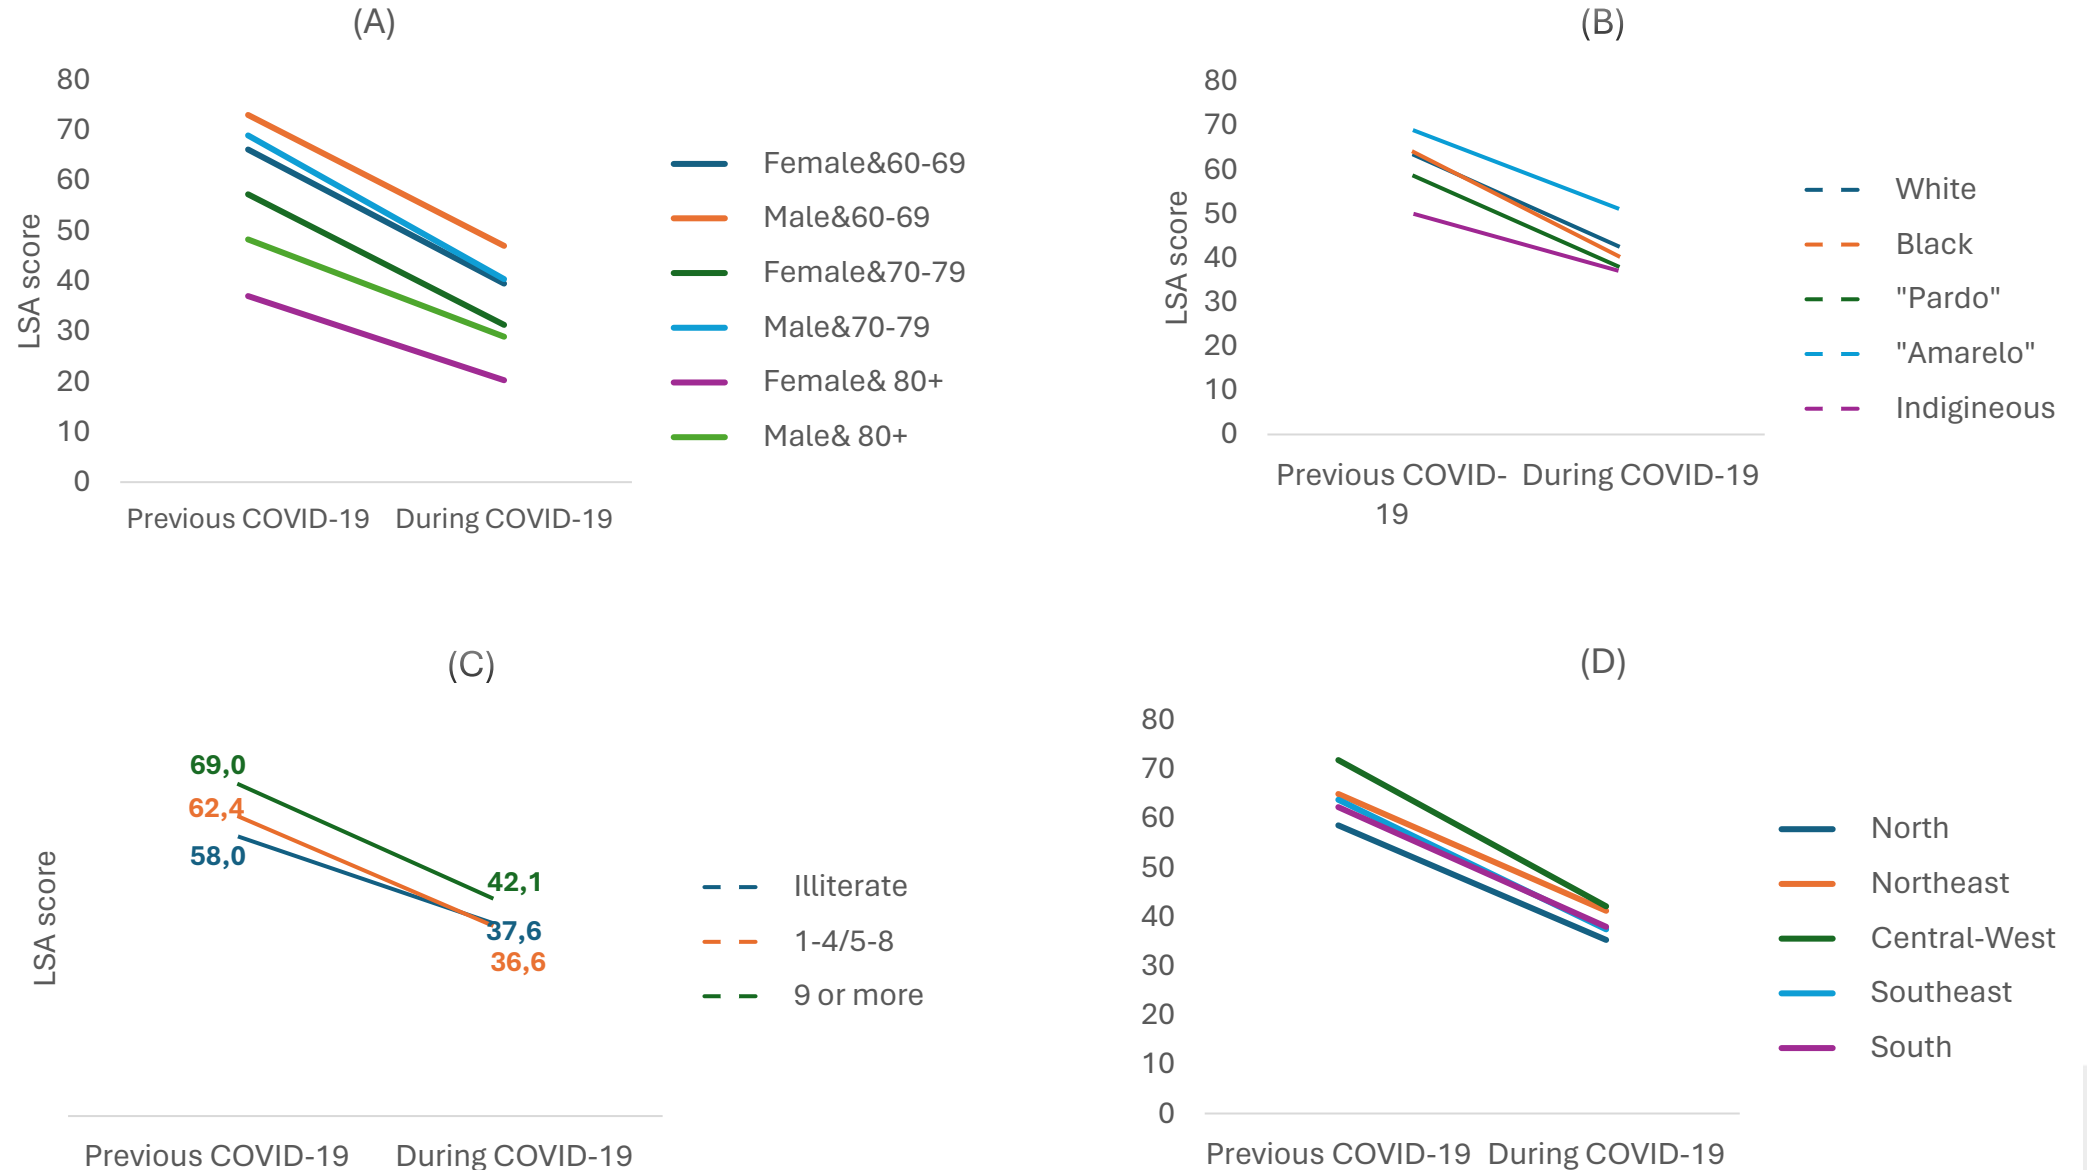 (A)
80
70
60
50
40
30
20
10
0
LSA score
Previous COVID-19 During COVID-19
Female&60-69
Male&60-69
Female&70-79
Male&70-79
Female& 80+
Male& 80+
(B)
80
70
60
50
40
30
20
10
0
LSA score
Previous COVID-
19
During COVID-19
White
Black
"Pardo"
"Amarelo"
Indigineous
(C)
LSA score
69,0
62,4
58,0
42,1
37,6
36,6
Previous COVID-19 During COVID-19
Illiterate
1-4/5-8
9 or more
(D)
80
70
60
50
40
30
20
10
0
Previous COVID-19 During COVID-19
North
Northeast
Central-West
Southeast
South